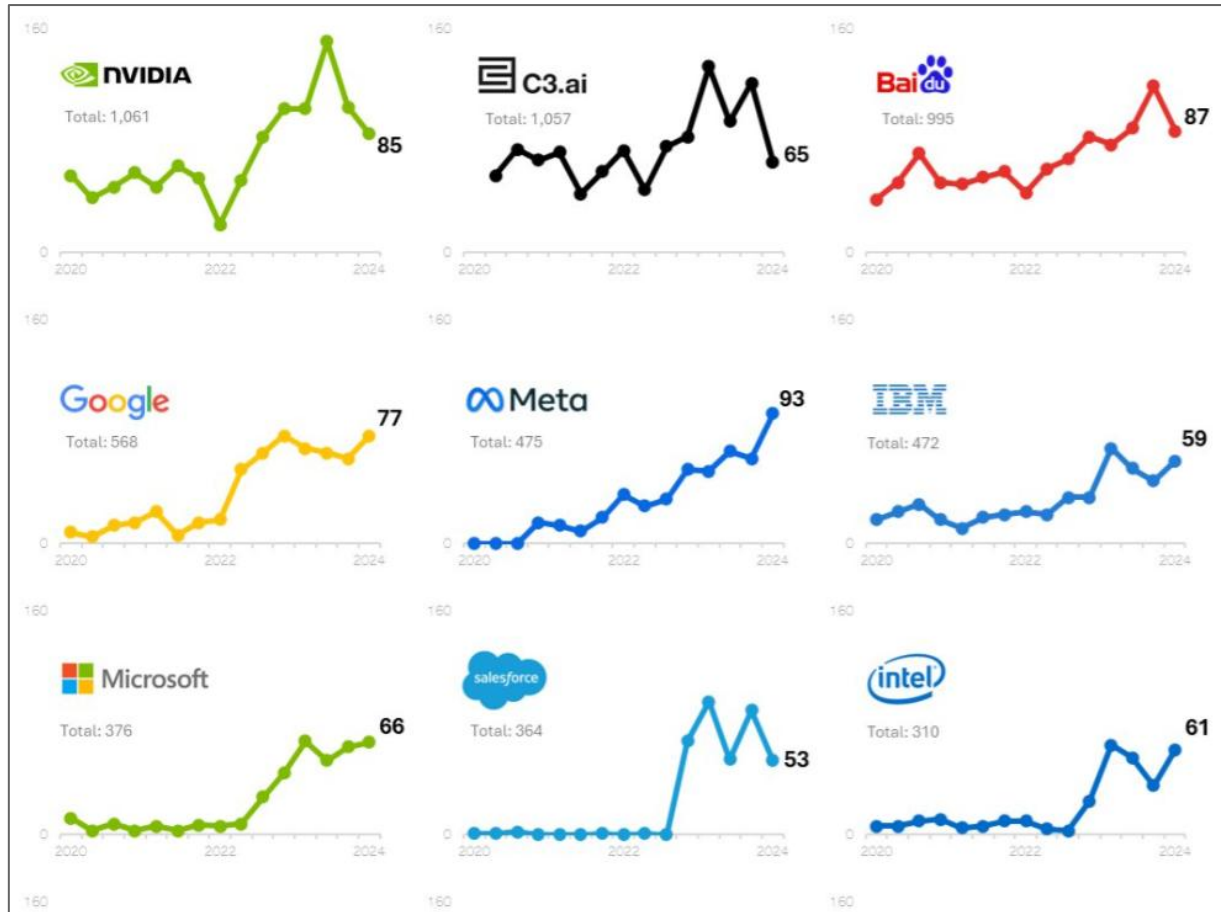 160
160
160
NVIDIA
C3.ai
Bai du
Total: 1,061
Total: 1,057
Total: 995
85
65
87
0
0
0
2020 2022 2024
2020 2022 2024
2020 2022 2024
160
160
160
Google
Meta
IBM
Total: 568
Total: 475
Total: 472
77
93
59
0
0
0
2020 2022 2024
2020 2022 2024
2020 2022 2024
160
160
160
Microsoft
salesforce
intel
Total: 376
Total: 364
Total: 310
66
53
61
0
0
0
2020 2022 2024
2020 2022 2024
2020 2022 2024
160
160
160